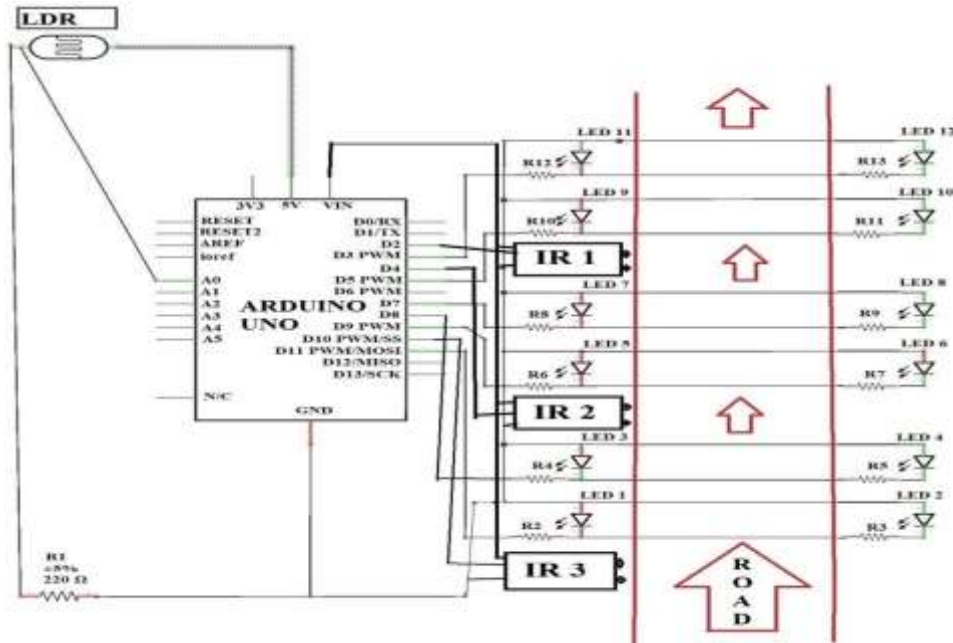 LDR
LED 11
LED 12
R12
R13
LED 9
LED 10
R10
R11
3V3 5V VIN
RESET
RESET2
AREF
ioref
A0
A1
A2
A3
A4
A5
N/C
D0/RX
D1/TX
D2
D3 PWM
D4
D5 PWM
D6 PWM
D7
D8
D9 PWM
D10 PWM/SS
D11 PWM/MOSI
D12/MISO
D13/SCK
ARDUINO
UNO
GND
IR 1
LED 7
LED 8
R8
R9
LED 5
LED 6
R6
R7
IR 2
LED 3
LED 4
R4
R5
LED 1
LED 2
R2
R3
IR 3
R1
±5%
220 Ω
ROAD